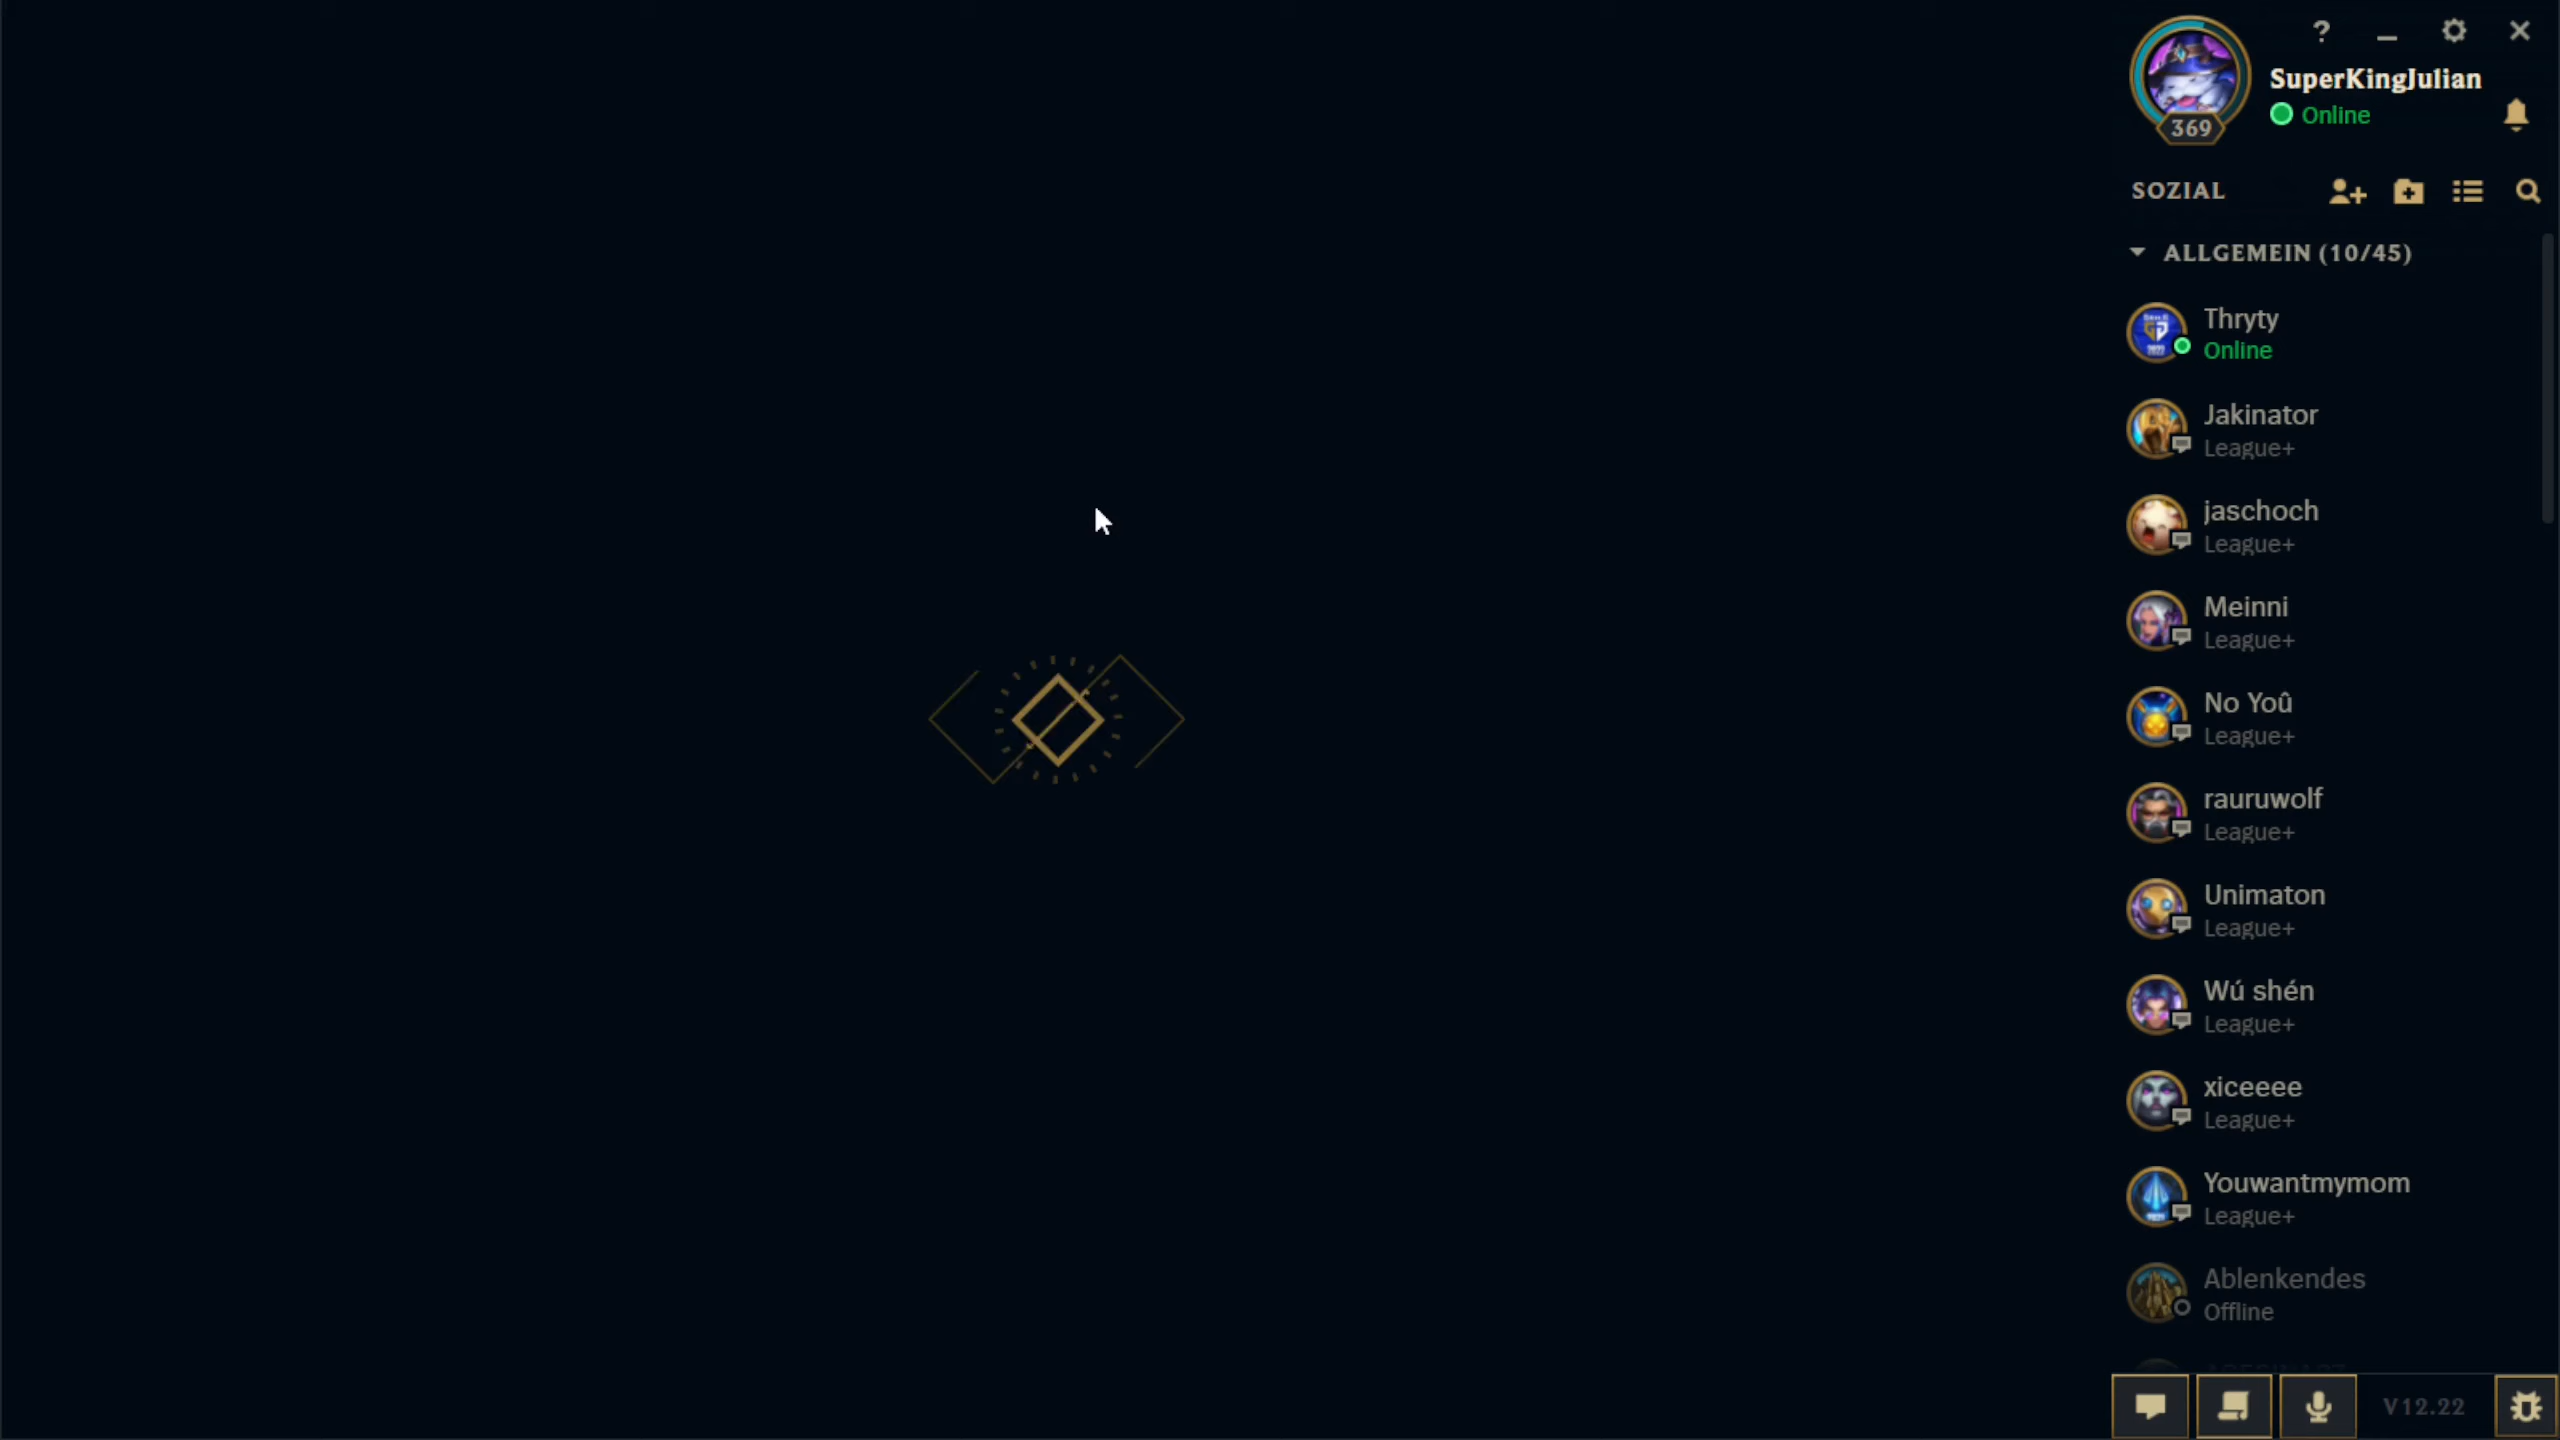 ?
SuperKingJulian
Online
369
SOZIAL
ALLGEMEIN (10/45)
Thryty
Online
Jakinator
League+
jaschoch
League+
Meinni
League+
No Yoû
League+
rauruwolf
League+
Unimaton
League+
Wú shén
League+
xiceeee
League+
Youwantmymom
League+
Ablenkendes
Offline
V12.22